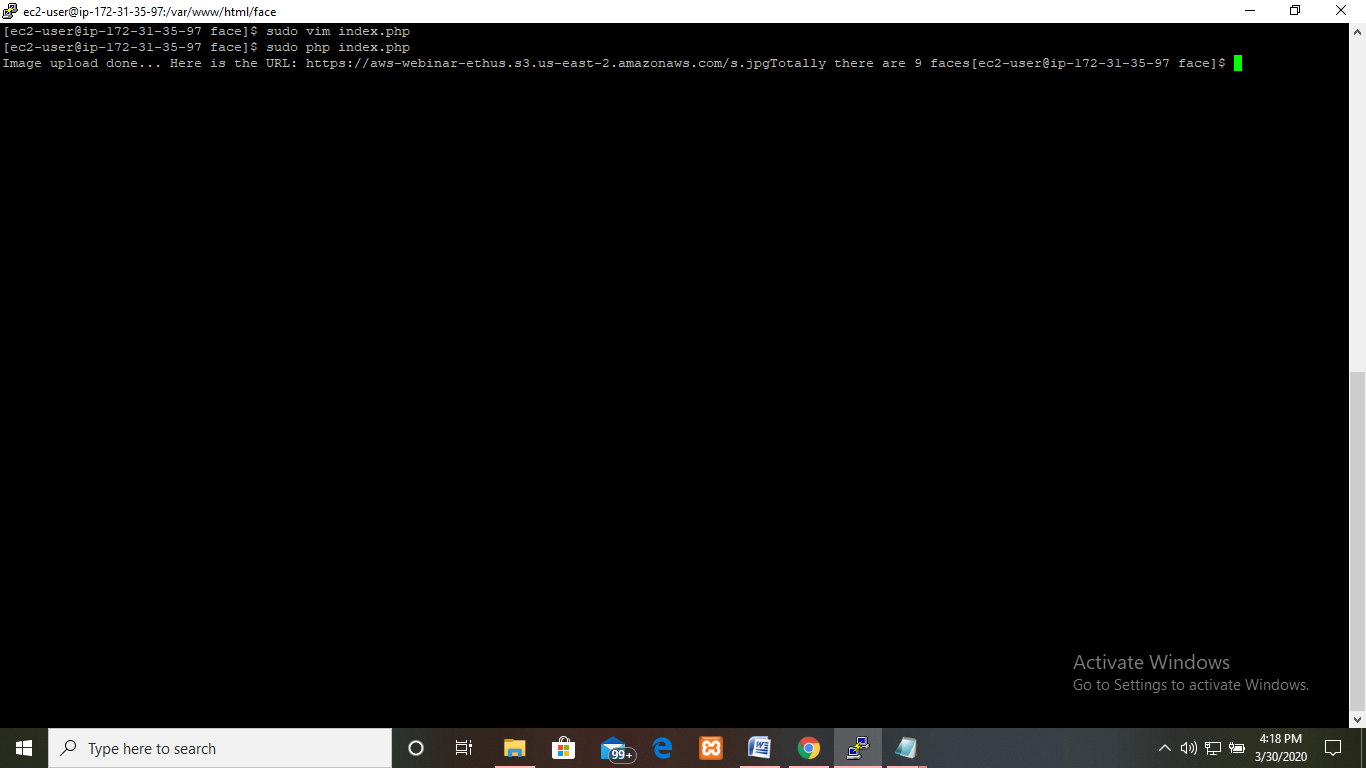 ec2-user@ip-172-31-35-97:/var/www/html/face
[ec2-user@ip-172-31-35-97 face]$ sudo vim index.php
[ec2-user@ip-172-31-35-97 face]$ sudo php index.php
Image upload done... Here is the URL: https://aws-webinar-ethus.s3.us-east-2.amazonaws.com/s.jpgTotally there are 9 faces[ec2-user@ip-172-31-35-97 face]$
Activate Windows
Go to Settings to activate Windows.
Type here to search
99+
4:18 PM
3/30/2020